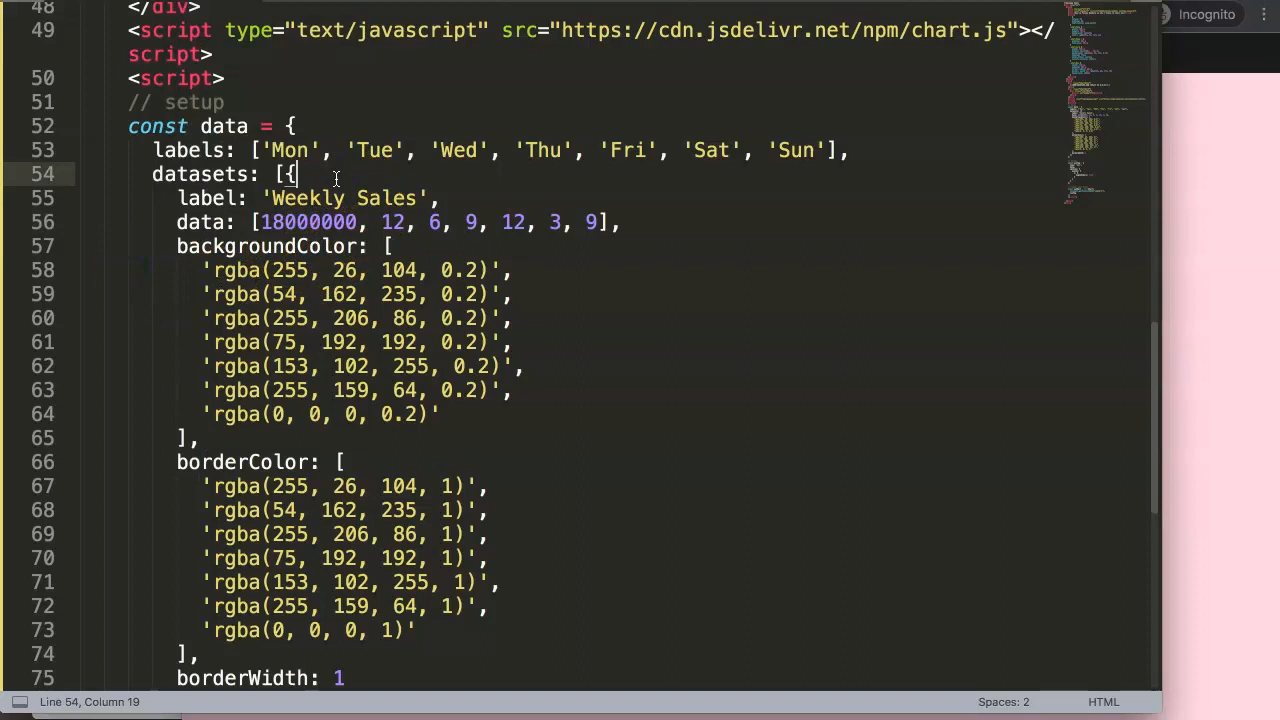 Incognito
48 </div>
49 <script type="text/javascript" src="https://cdn.jsdelivr.net/npm/chart.js"></
script>
50 <script>
51 // setup
52 const data = {
53 labels: ['Mon', 'Tue', 'Wed', 'Thu', 'Fri', 'Sat', 'Sun'],
54 datasets: [{
55 label: 'Weekly Sales',
56 data: [18000000, 12, 6, 9, 12, 3, 9],
57 backgroundColor: [
58 'rgba(255, 26, 104, 0.2)',
59 'rgba(54, 162, 235, 0.2)',
60 'rgba(255, 206, 86, 0.2)',
61 'rgba(75, 192, 192, 0.2)',
62 'rgba(153, 102, 255, 0.2)',
63 'rgba(255, 159, 64, 0.2)',
64 'rgba(0, 0, 0, 0.2)'
65 ],
66 borderColor: [
67 'rgba(255, 26, 104, 1)',
68 'rgba(54, 162, 235, 1)',
69 'rgba(255, 206, 86, 1)',
70 'rgba(75, 192, 192, 1)',
71 'rgba(153, 102, 255, 1)',
72 'rgba(255, 159, 64, 1)',
73 'rgba(0, 0, 0, 1)'
74 ],
75 borderWidth: 1
Line 54, Column 19
Spaces: 2
HTML